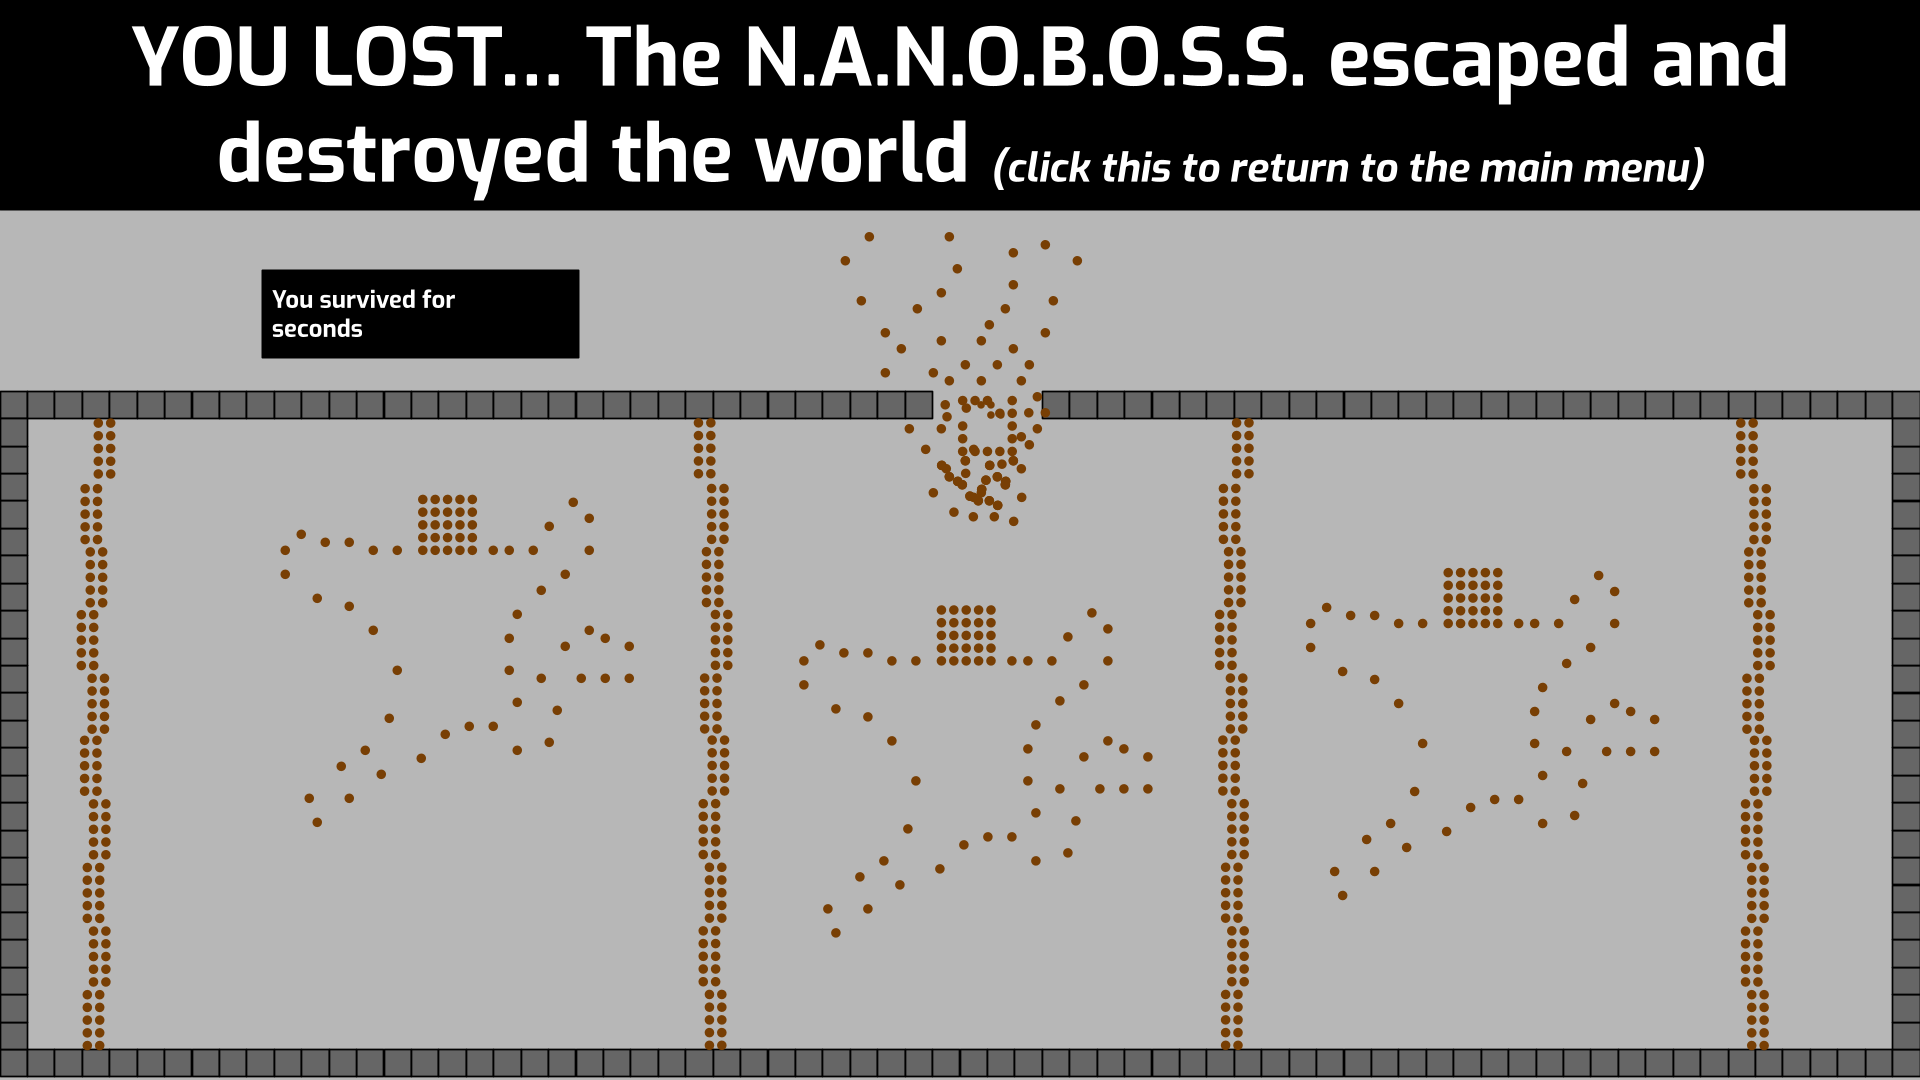 YOU LOST... The N.A.N.O.B.O.S.S. escaped and
destroyed the world (click this to return to the main menu)
You survived for
seconds